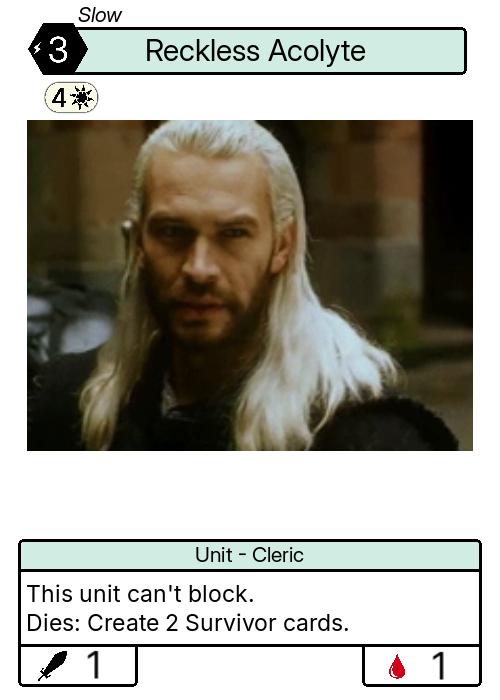 Slow
3 Reckless Acolyte
4
Unit - Cleric
This unit can't block.
Dies: Create 2 Survivor cards.
1 1